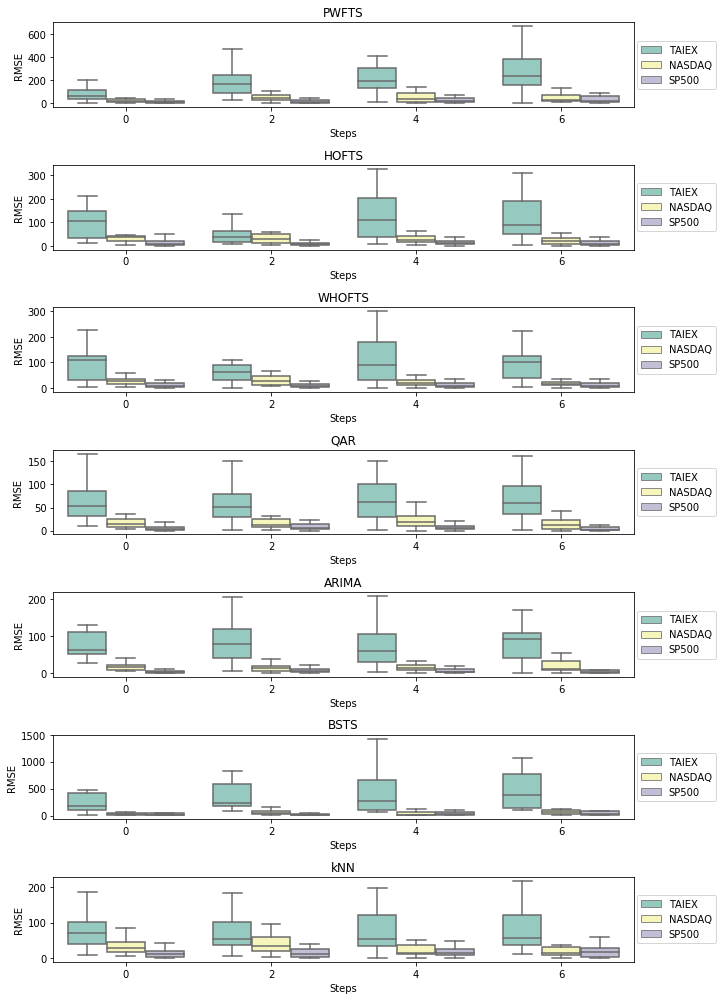 PWFTS
600
400
200
0
RMSE
0 2 4 6
Steps
TAIEX
NASDAQ
SP500
HOFTS
300
200
100
0
RMSE
0 2 4 6
Steps
TAIEX
NASDAQ
SP500
WHOFTS
300
200
100
0
RMSE
0 2 4 6
Steps
TAIEX
NASDAQ
SP500
QAR
150
100
50
0
RMSE
0 2 4 6
Steps
TAIEX
NASDAQ
SP500
ARIMA
200
100
0
RMSE
0 2 4 6
Steps
TAIEX
NASDAQ
SP500
BSTS
1500
1000
500
0
RMSE
0 2 4 6
Steps
TAIEX
NASDAQ
SP500
kNN
200
100
0
RMSE
0 2 4 6
Steps
TAIEX
NASDAQ
SP500